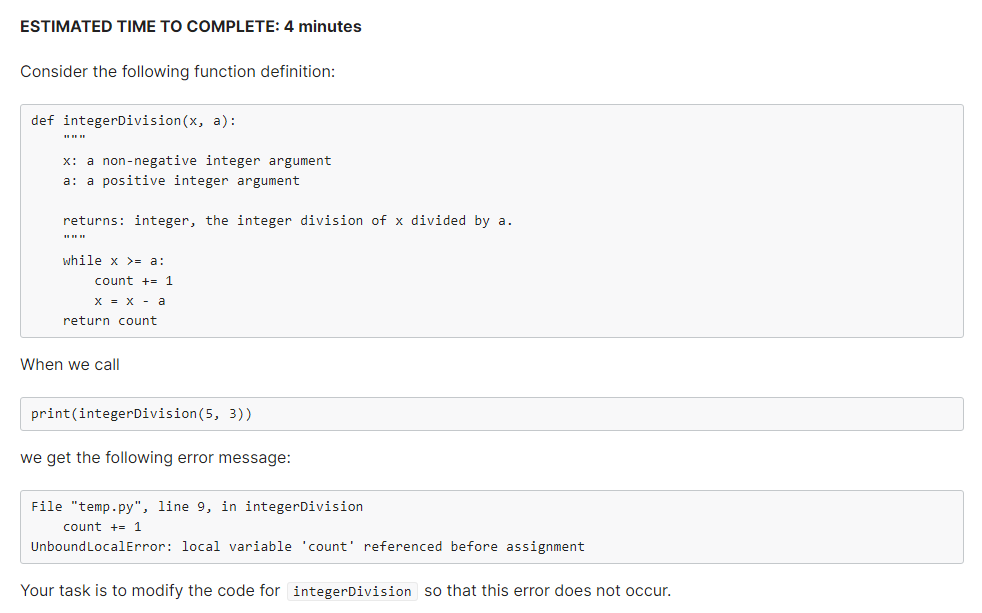 ESTIMATED TIME TO COMPLETE: 4 minutes
Consider the following function definition:
def integerDivision(x, a):
    """
    x: a non-negative integer argument
    a: a positive integer argument

    returns: integer, the integer division of x divided by a.
    """
    while x >= a:
        count += 1
        x = x - a
    return count
When we call
print(integerDivision(5, 3))
we get the following error message:
File "temp.py", line 9, in integerDivision
    count += 1
UnboundLocalError: local variable 'count' referenced before assignment
Your task is to modify the code for integerDivision so that this error does not occur.